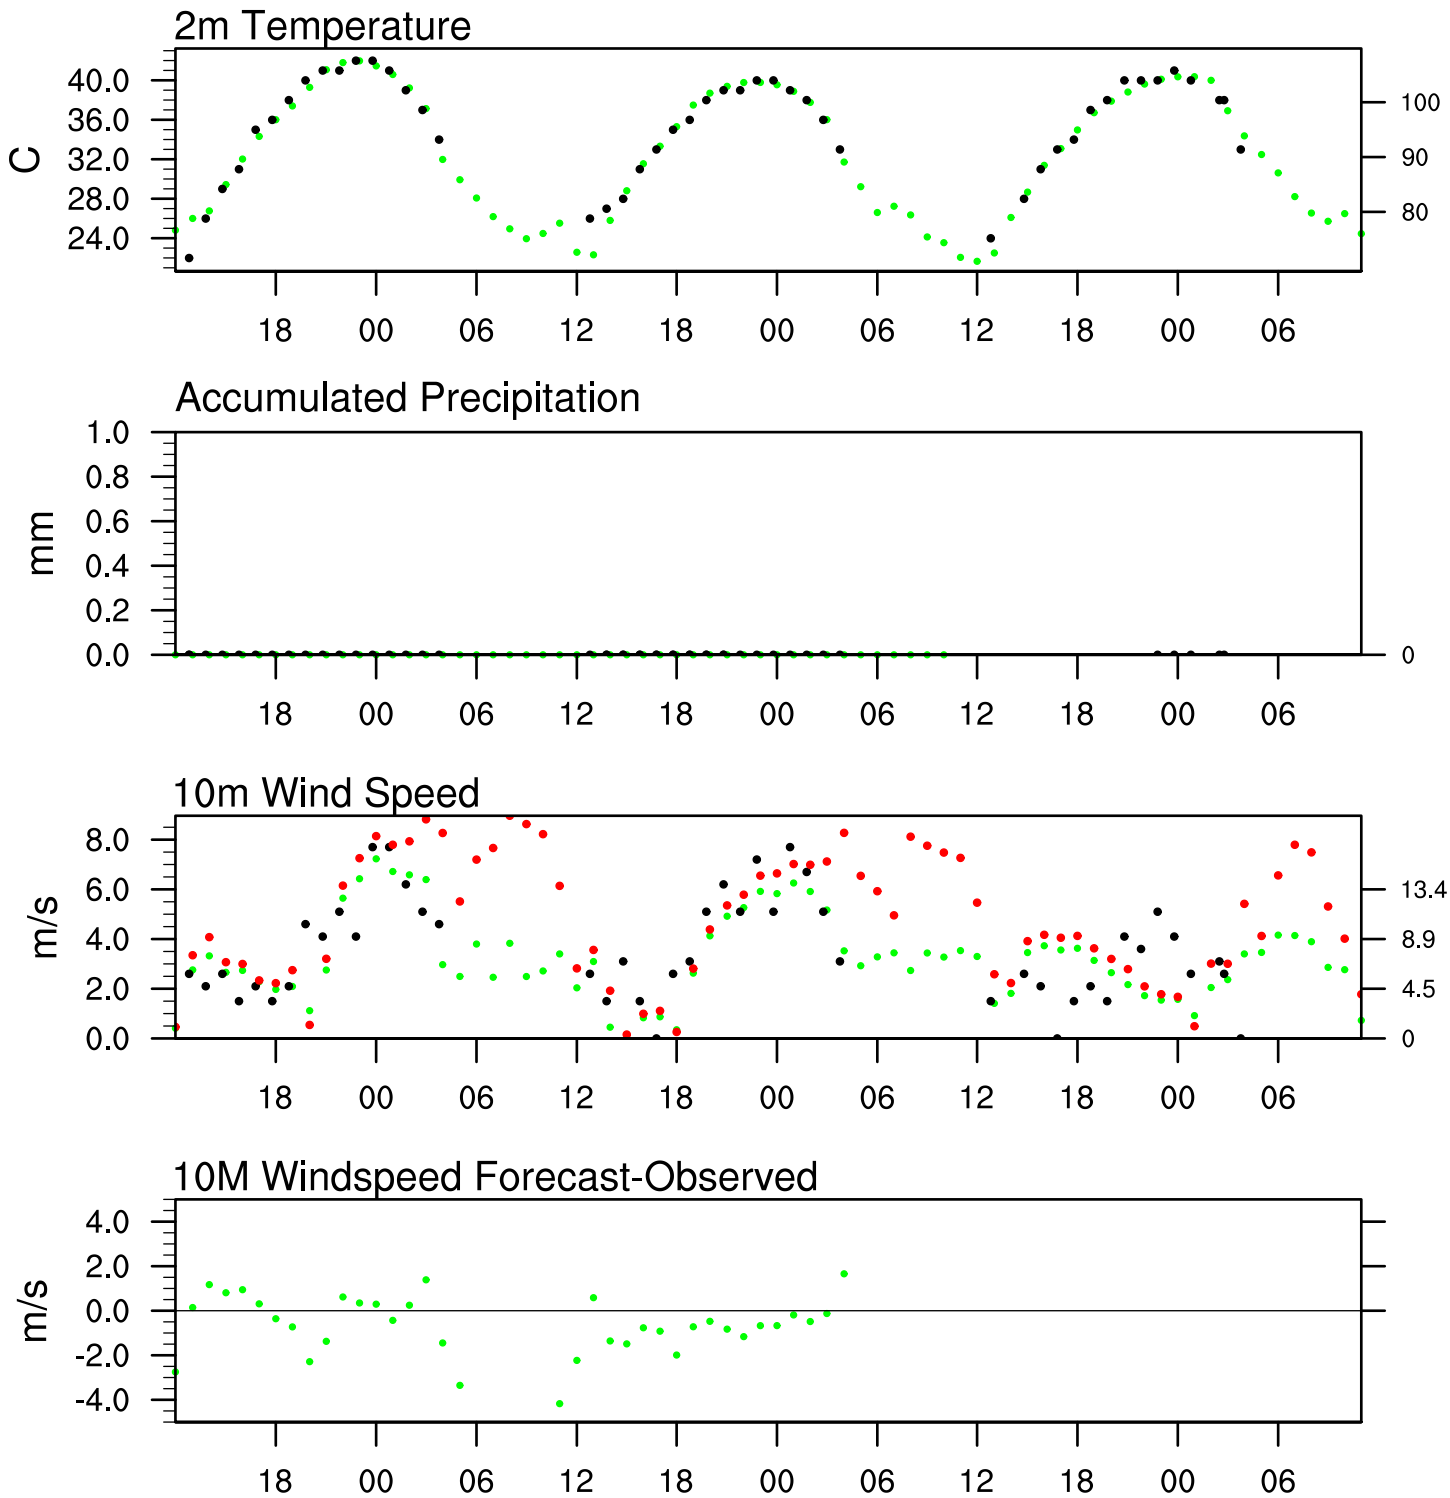 2m Temperature
40.0
36.0
32.0
28.0
24.0
C
100
90
80
18 00 06 12 18 00 06 12 18 00 06
Accumulated Precipitation
1.0
0.8
0.6
0.4
0.2
0.0
mm
0
18 00 06 12 18 00 06 12 18 00 06
10m Wind Speed
8.0
6.0
4.0
2.0
0.0
m/s
13.4
8.9
4.5
0
18 00 06 12 18 00 06 12 18 00 06
10M Windspeed Forecast-Observed
4.0
2.0
0.0
-2.0
-4.0
m/s
18 00 06 12 18 00 06 12 18 00 06